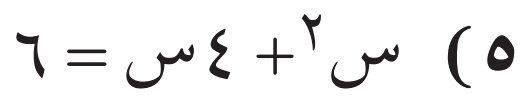 ٥) س٢ + ٤س = ٦